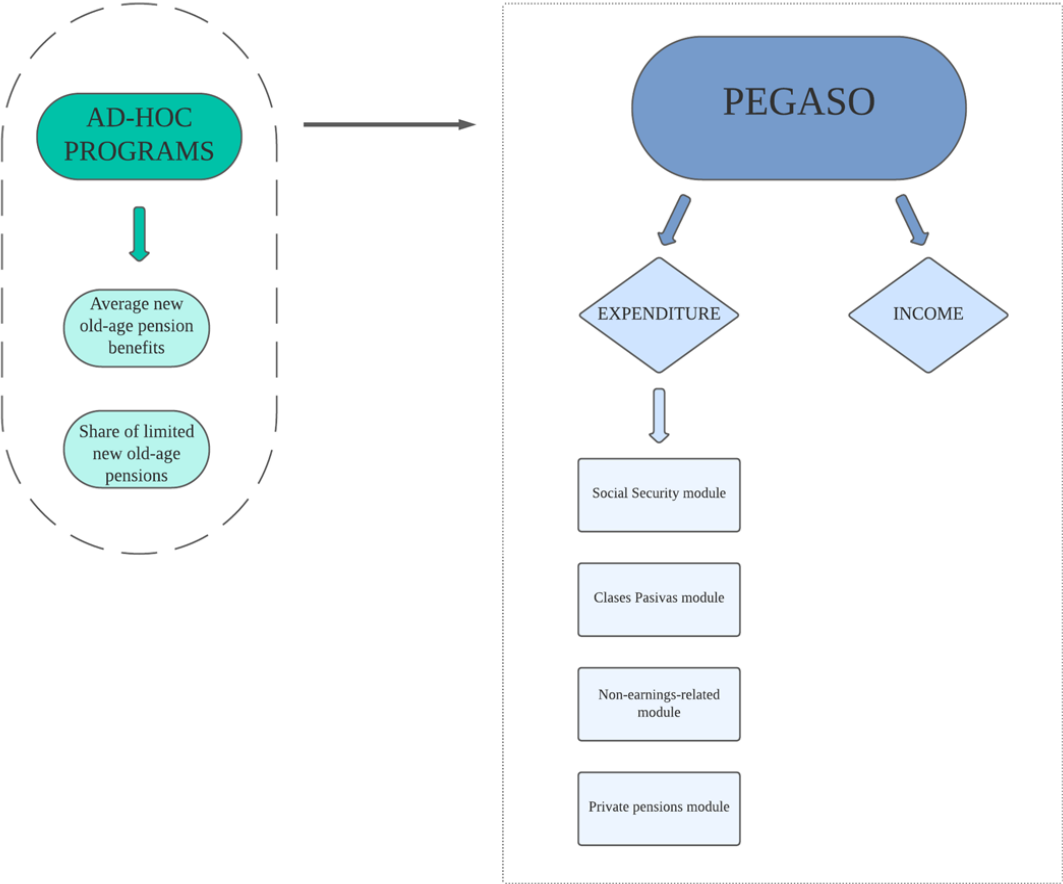 AD-HOC
PROGRAMS
Average new
old-age pension
benefits
Share of limited
new old-age
pensions
PEGASO
EXPENDITURE
INCOME
Social Security module
Clases Pasivas module
Non-earnings-related
module
Private pensions module